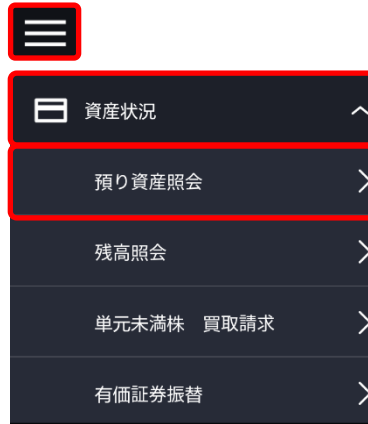 資産状況
預り資産照会
残高照会
単元未満株　買取請求
有価証券振替